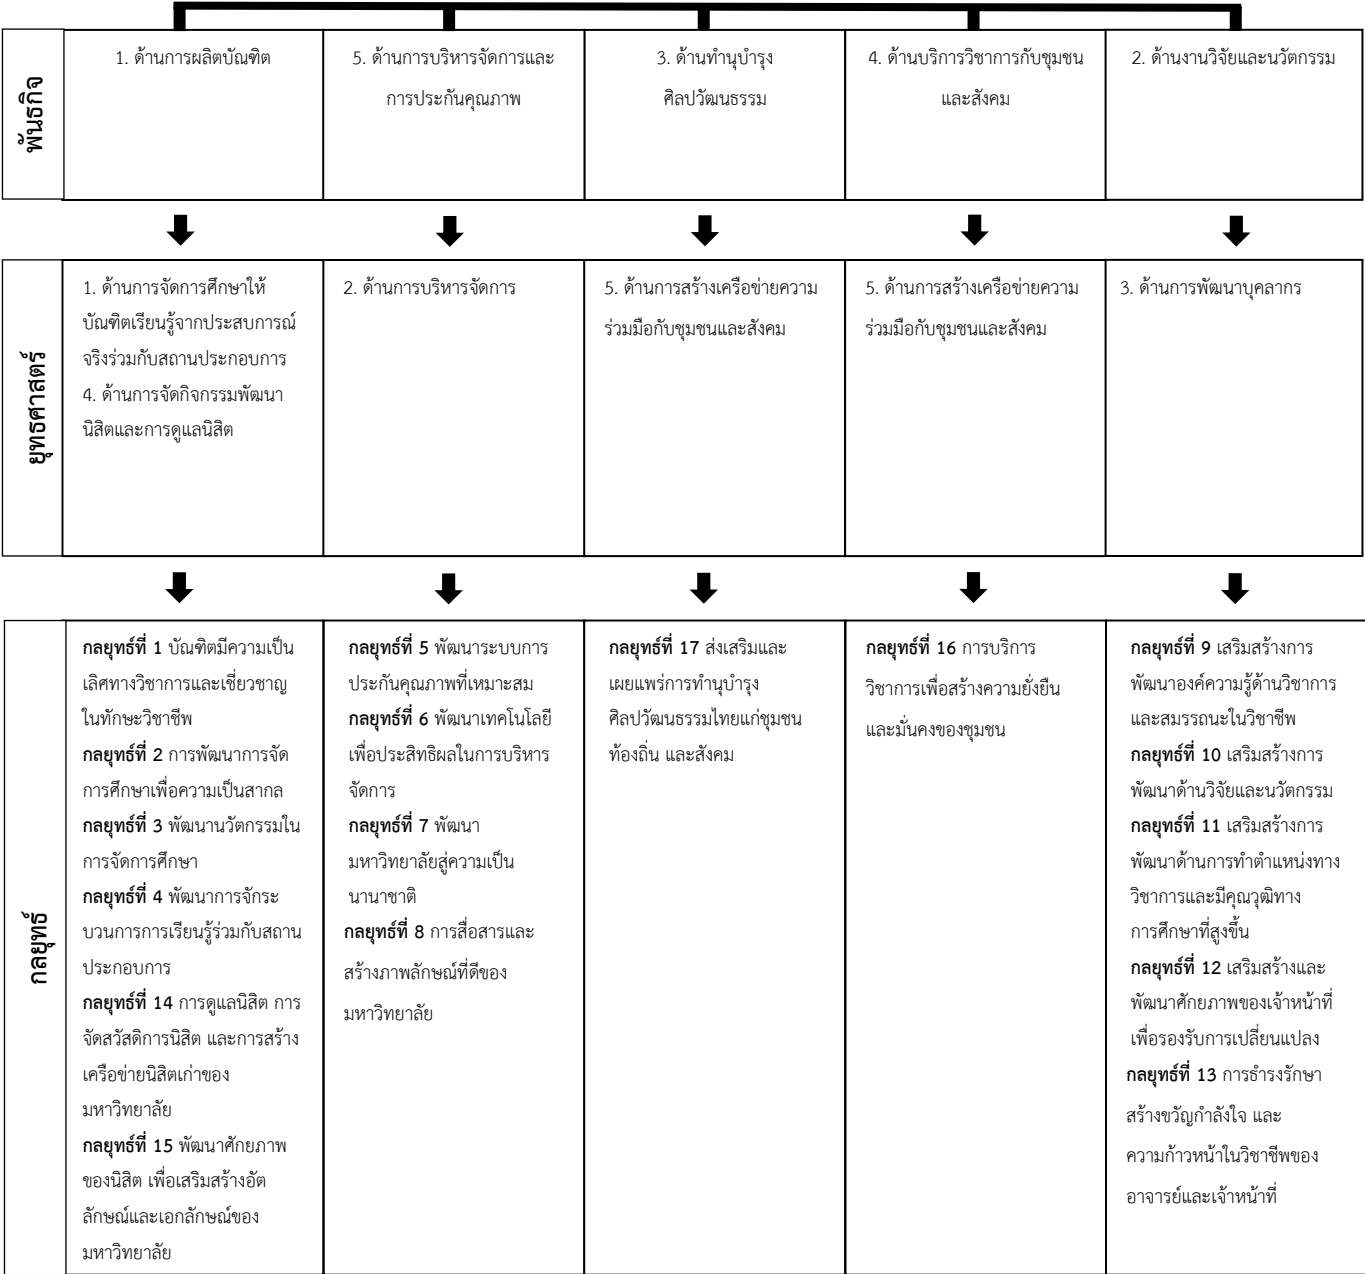 พันธกิจ
1. ด้านการผลิตบัณฑิต
5. ด้านการบริหารจัดการและ
การประกันคุณภาพ
3. ด้านทำนุบำรุง
ศิลปวัฒนธรรม
4. ด้านบริการวิชาการกับชุมชน
และสังคม
2. ด้านงานวิจัยและนวัตกรรม
ยุทธศาสตร์
1. ด้านการจัดการศึกษาให้
บัณฑิตเรียนรู้จากประสบการณ์
จริงร่วมกับสถานประกอบการ
4. ด้านการจัดกิจกรรมพัฒนา
นิสิตและการดูแลนิสิต
2. ด้านการบริหารจัดการ
5. ด้านการสร้างเครือข่ายความ
ร่วมมือกับชุมชนและสังคม
5. ด้านการสร้างเครือข่ายความ
ร่วมมือกับชุมชนและสังคม
3. ด้านการพัฒนาบุคลากร
กลยุทธ์
กลยุทธ์ที่ 1 บัณฑิตมีความเป็น
เลิศทางวิชาการและเชี่ยวชาญ
ในทักษะวิชาชีพ
กลยุทธ์ที่ 2 การพัฒนาการจัด
การศึกษาเพื่อความเป็นสากล
กลยุทธ์ที่ 3 พัฒนานวัตกรรมใน
การจัดการศึกษา
กลยุทธ์ที่ 4 พัฒนาการจักระ
บวนการการเรียนรู้ร่วมกับสถาน
ประกอบการ
กลยุทธ์ที่ 14 การดูแลนิสิต การ
จัดสวัสดิการนิสิต และการสร้าง
เครือข่ายนิสิตเก่าของ
มหาวิทยาลัย
กลยุทธ์ที่ 15 พัฒนาศักยภาพ
ของนิสิต เพื่อเสริมสร้างอัต
ลักษณ์และเอกลักษณ์ของ
มหาวิทยาลัย
กลยุทธ์ที่ 5 พัฒนาระบบการ
ประกันคุณภาพที่เหมาะสม
กลยุทธ์ที่ 6 พัฒนาเทคโนโลยี
เพื่อประสิทธิผลในการบริหาร
จัดการ
กลยุทธ์ที่ 7 พัฒนา
มหาวิทยาลัยสู่ความเป็น
นานาชาติ
กลยุทธ์ที่ 8 การสื่อสารและ
สร้างภาพลักษณ์ที่ดีของ
มหาวิทยาลัย
กลยุทธ์ที่ 17 ส่งเสริมและ
เผยแพร่การทำนุบำรุง
ศิลปวัฒนธรรมไทยแก่ชุมชน
ท้องถิ่น และสังคม
กลยุทธ์ที่ 16 การบริการ
วิชาการเพื่อสร้างความยั่งยืน
และมั่นคงของชุมชน
กลยุทธ์ที่ 9 เสริมสร้างการ
พัฒนาองค์ความรู้ด้านวิชาการ
และสมรรถนะในวิชาชีพ
กลยุทธ์ที่ 10 เสริมสร้างการ
พัฒนาด้านวิจัยและนวัตกรรม
กลยุทธ์ที่ 11 เสริมสร้างการ
พัฒนาด้านการทำตำแหน่งทาง
วิชาการและมีคุณวุฒิทาง
การศึกษาที่สูงขึ้น
กลยุทธ์ที่ 12 เสริมสร้างและ
พัฒนาศักยภาพของเจ้าหน้าที่
เพื่อรองรับการเปลี่ยนแปลง
กลยุทธ์ที่ 13 การธำรงรักษา
สร้างขวัญกำลังใจ และ
ความก้าวหน้าในวิชาชีพของ
อาจารย์และเจ้าหน้าที่